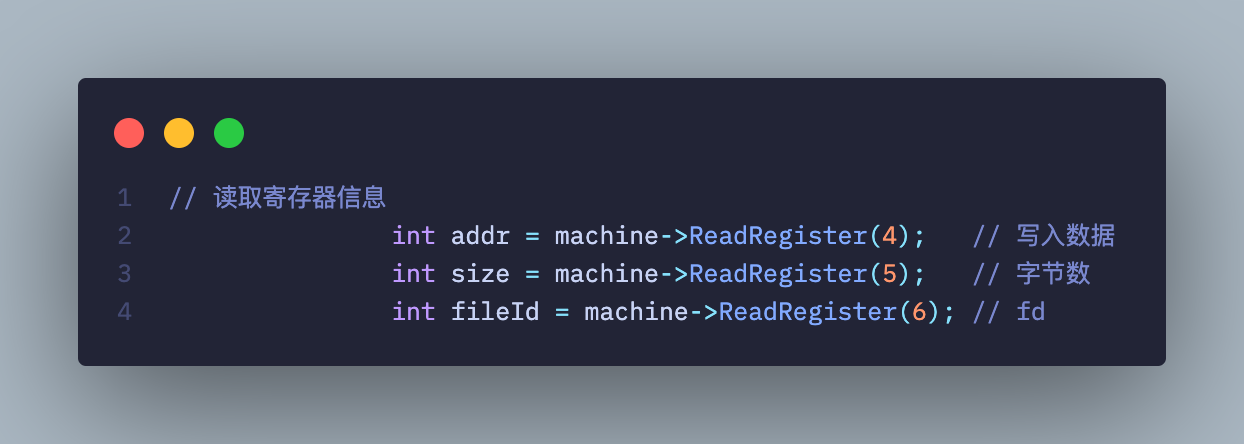 1 // 读取寄存器信息
2 int addr = machine->ReadRegister(4); // 写入数据
3 int size = machine->ReadRegister(5); // 字节数
4 int fileId = machine->ReadRegister(6); // fd